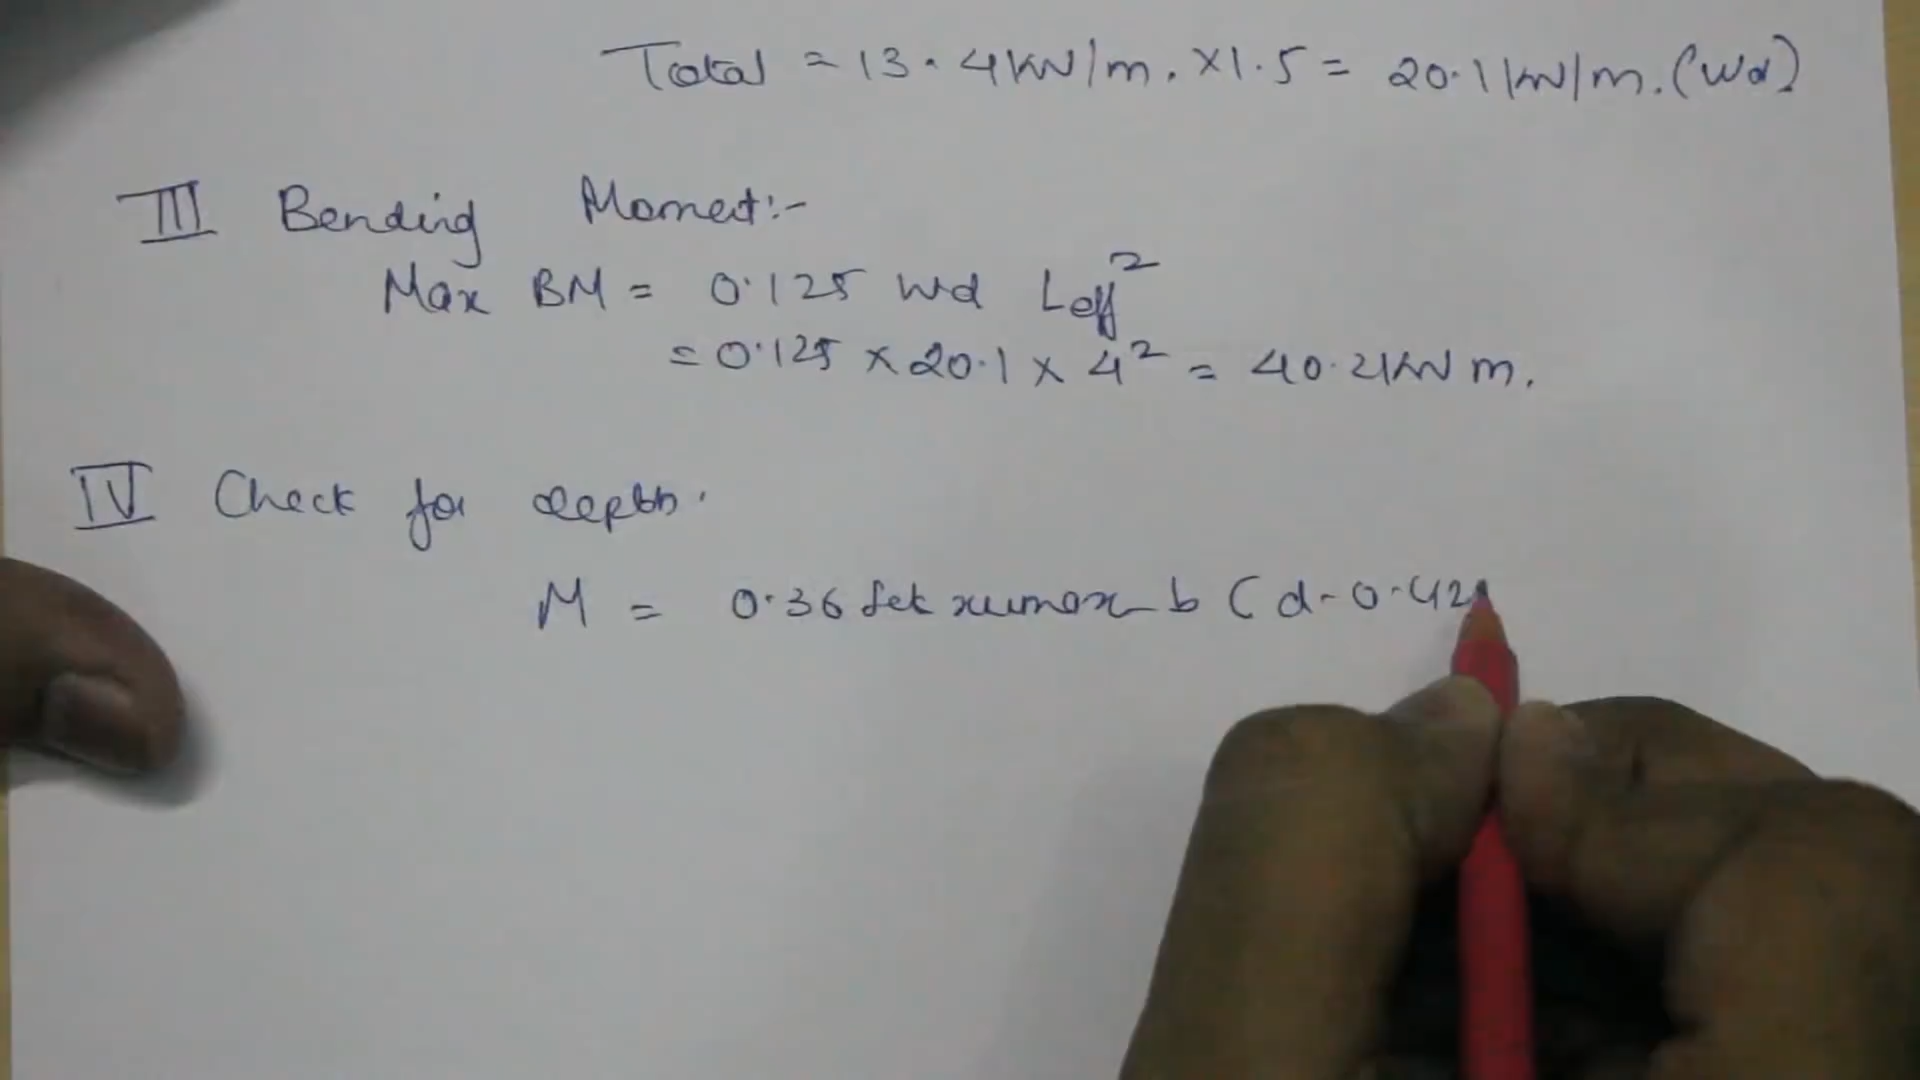 Total = 13.4 kN/m. x1.5 = 20.1 kN/m. (Wd)
III Bending Moment:-
Max BM = 0.125 Wd Leff²
= 0.125 x 20.1 x 4² = 40.2 kN m.
IV Check for depth.
M = 0.36 fck xumax b (d-0.42